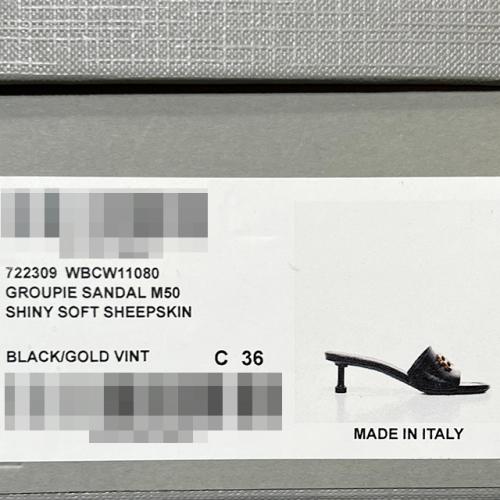 722309 WBCW11080
GROUPIE SANDAL M50
SHINY SOFT SHEEPSKIN
BLACK/GOLD VINT C 36
MADE IN ITALY